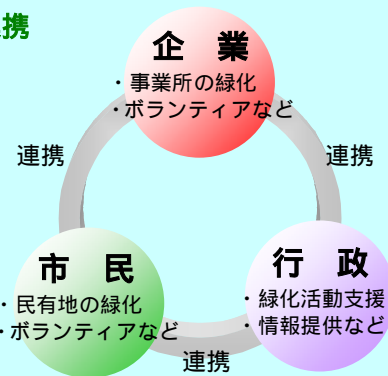 携
企 業
・事業所の緑化
・ボランティアなど
連携
連携
市 民
・民有地の緑化
・ボランティアなど
行 政
・緑化活動支援
・情報提供など
連携